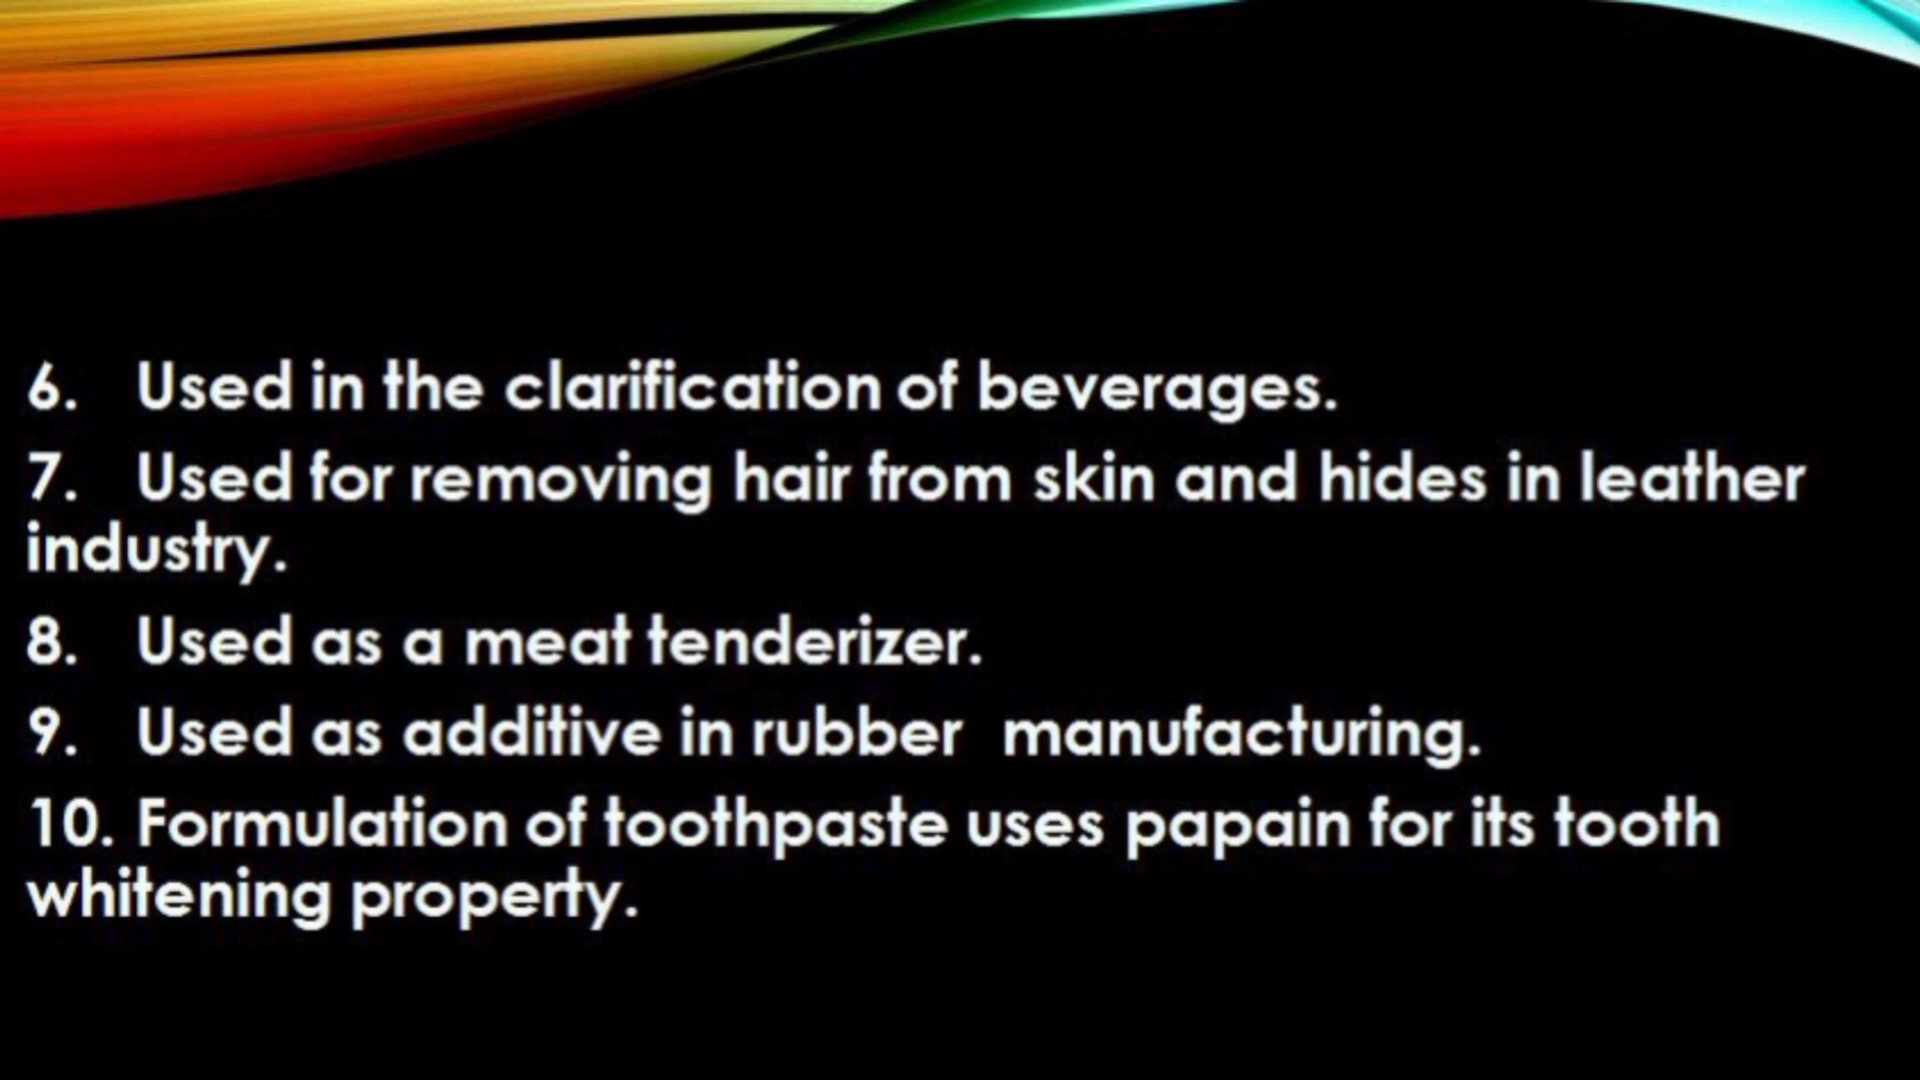 6. Used in the clarification of beverages.
7. Used for removing hair from skin and hides in leather
industry.
8. Used as a meat tenderizer.
9. Used as additive in rubber  manufacturing.
10. Formulation of toothpaste uses papain for its tooth
whitening property.